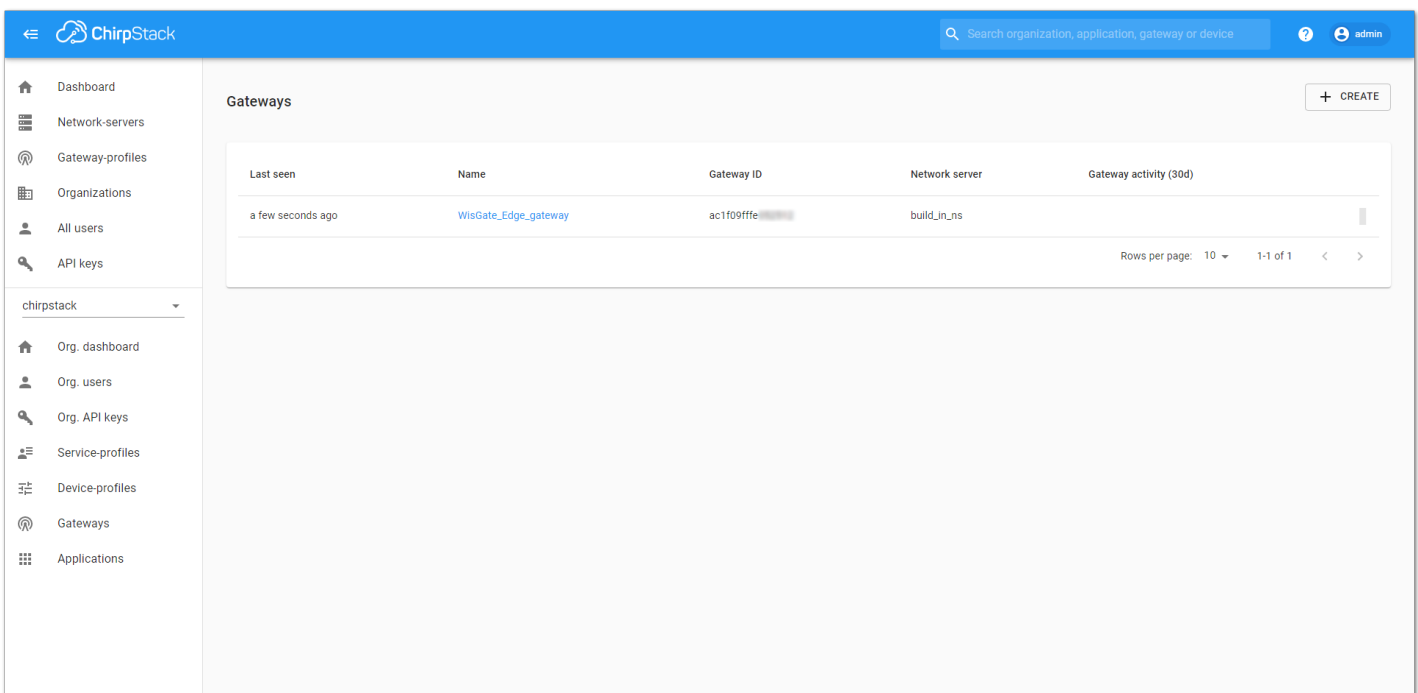 ChirpStack
Search organization, application, gateway or device
? admin
Dashboard
Network-servers
Gateway-profiles
Organizations
All users
API keys
chirpstack
Org. dashboard
Org. users
Org. API keys
Service-profiles
Device-profiles
Gateways
Applications
Gateways
+ CREATE
Last seen Name Gateway ID Network server Gateway activity (30d)
a few seconds ago WisGate_Edge_gateway ac1f09fffe build_in_ns
Rows per page: 10 1-1 of 1 < >